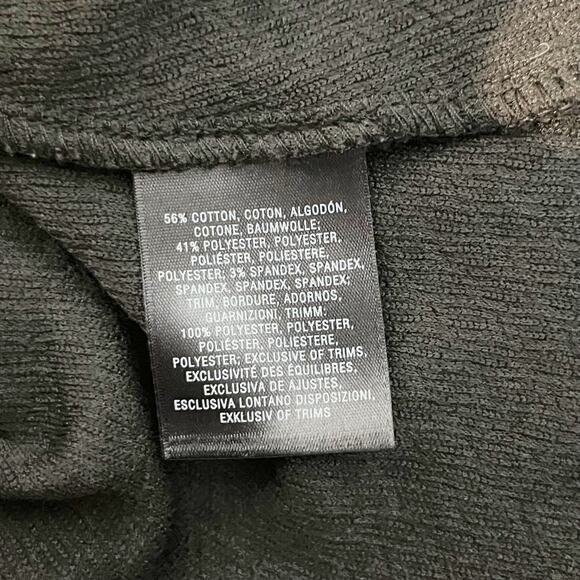 56% COTTON, COTON, ALGODÓN,
COTONE, BAUMWOLLE;
41% POLYESTER, POLYESTER,
POLIÉSTER, POLIESTERE,
POLYESTER; 3% SPANDEX, SPANDEX,
SPANDEX, SPANDEX, SPANDEX;
TRIM, BORDURE, ADORNOS,
GUARNIZIONI, TRIMM:
100% POLYESTER, POLYESTER,
POLIÉSTER, POLIESTERE,
POLYESTER; EXCLUSIVE OF TRIMS,
EXCLUSIVITÉ DES ÉQUILIBRES,
EXCLUSIVA DE AJUSTES,
ESCLUSIVA LONTANO DISPOSIZIONI,
EXKLUSIV OF TRIMS